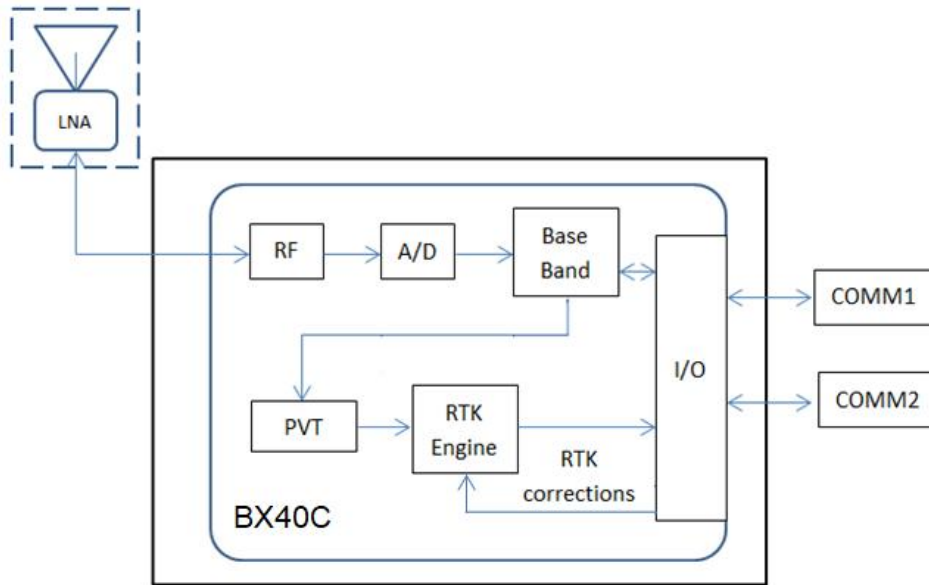 LNA
RF
A/D
Base
Band
COMM1
I/O
COMM2
PVT
RTK
Engine
RTK
corrections
BX40C